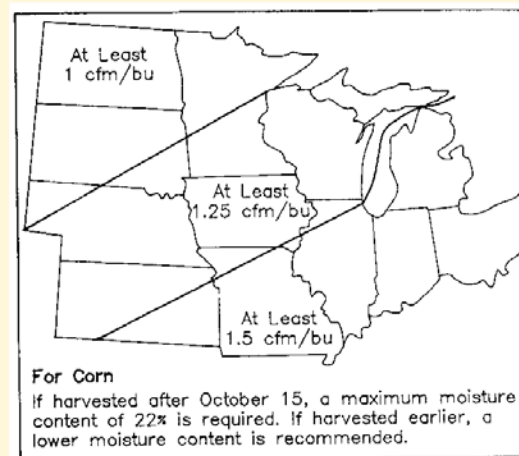 At Least
1 cfm/bu
At Least
1.25 cfm/bu
At Least
1.5 cfm/bu
For Corn
If harvested after October 15, a maximum moisture
content of 22% is required. If harvested earlier, a
lower moisture content is recommended.